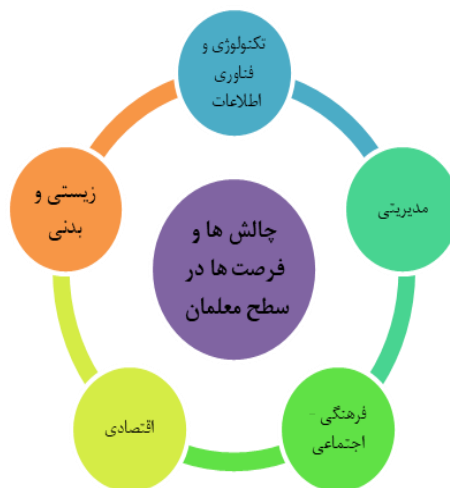 تکنولوژی و
فناوری
اطلاعات
زیستی و
بدنی
مدیریتی
چالش ها و
فرصت ها در
سطح معلمان
اقتصادی
فرهنگی -
اجتماعی